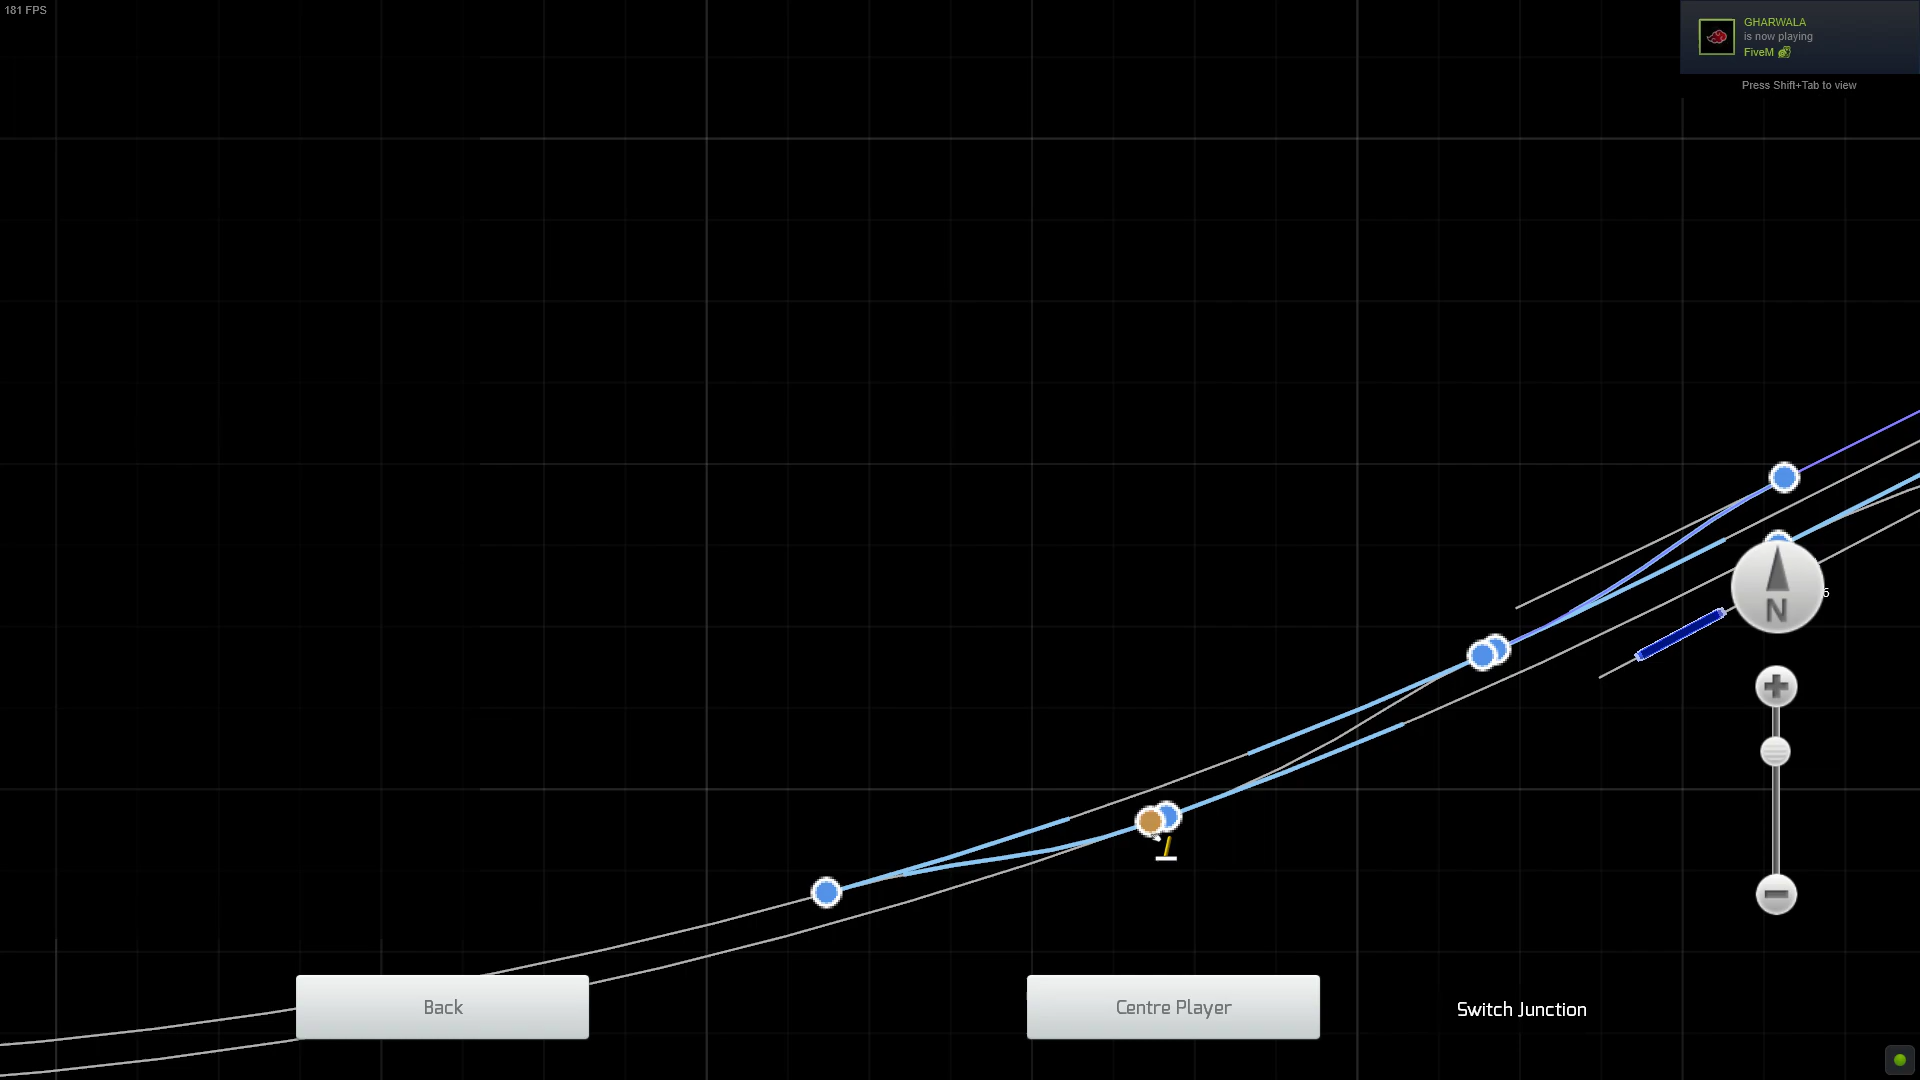 181 FPS
GHARWALA
is now playing
FiveM
Press Shift+Tab to view
N
Back
Centre Player
Switch Junction